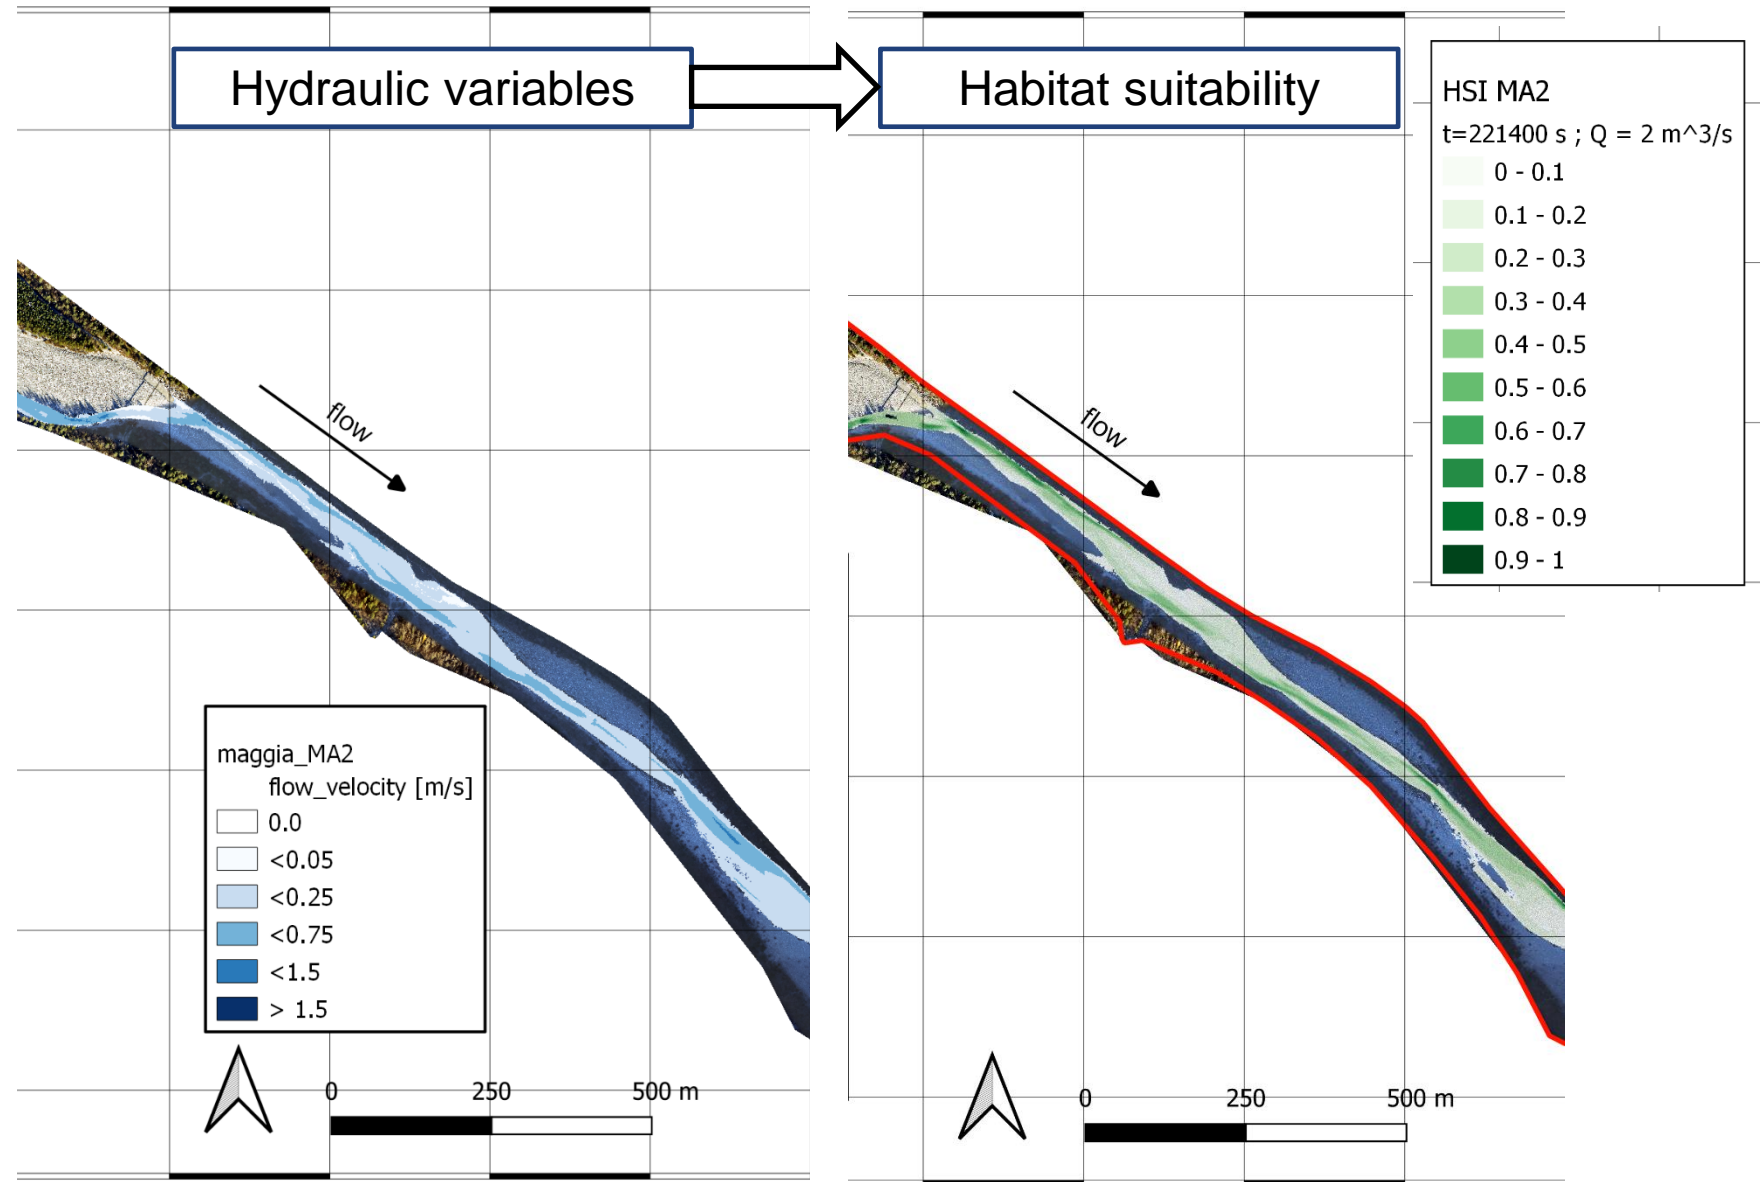 Hydraulic variables
Habitat suitability
HSI MA2
t=221400 s ; Q = 2 m^3/s
0 - 0.1
0.1 - 0.2
0.2 - 0.3
0.3 - 0.4
0.4 - 0.5
0.5 - 0.6
0.6 - 0.7
0.7 - 0.8
0.8 - 0.9
0.9 - 1
flow
flow
maggia_MA2
flow_velocity [m/s]
0.0
<0.05
<0.25
<0.75
<1.5
> 1.5
0 250 500 m
0 250 500 m